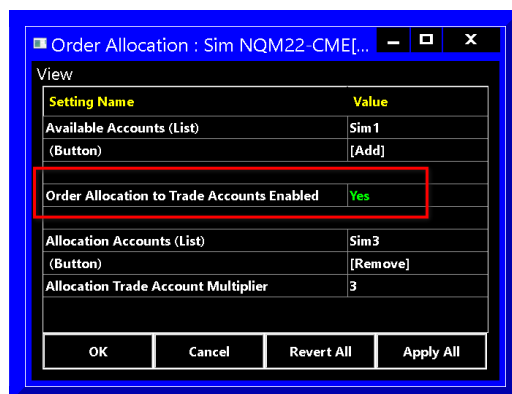 Order Allocation : Sim NQM22-CME[...
View
Setting Name Value
Available Accounts (List) Sim1
(Button) [Add]
Order Allocation to Trade Accounts Enabled Yes
Allocation Accounts (List) Sim3
(Button) [Remove]
Allocation Trade Account Multiplier 3
OK Cancel Revert All Apply All